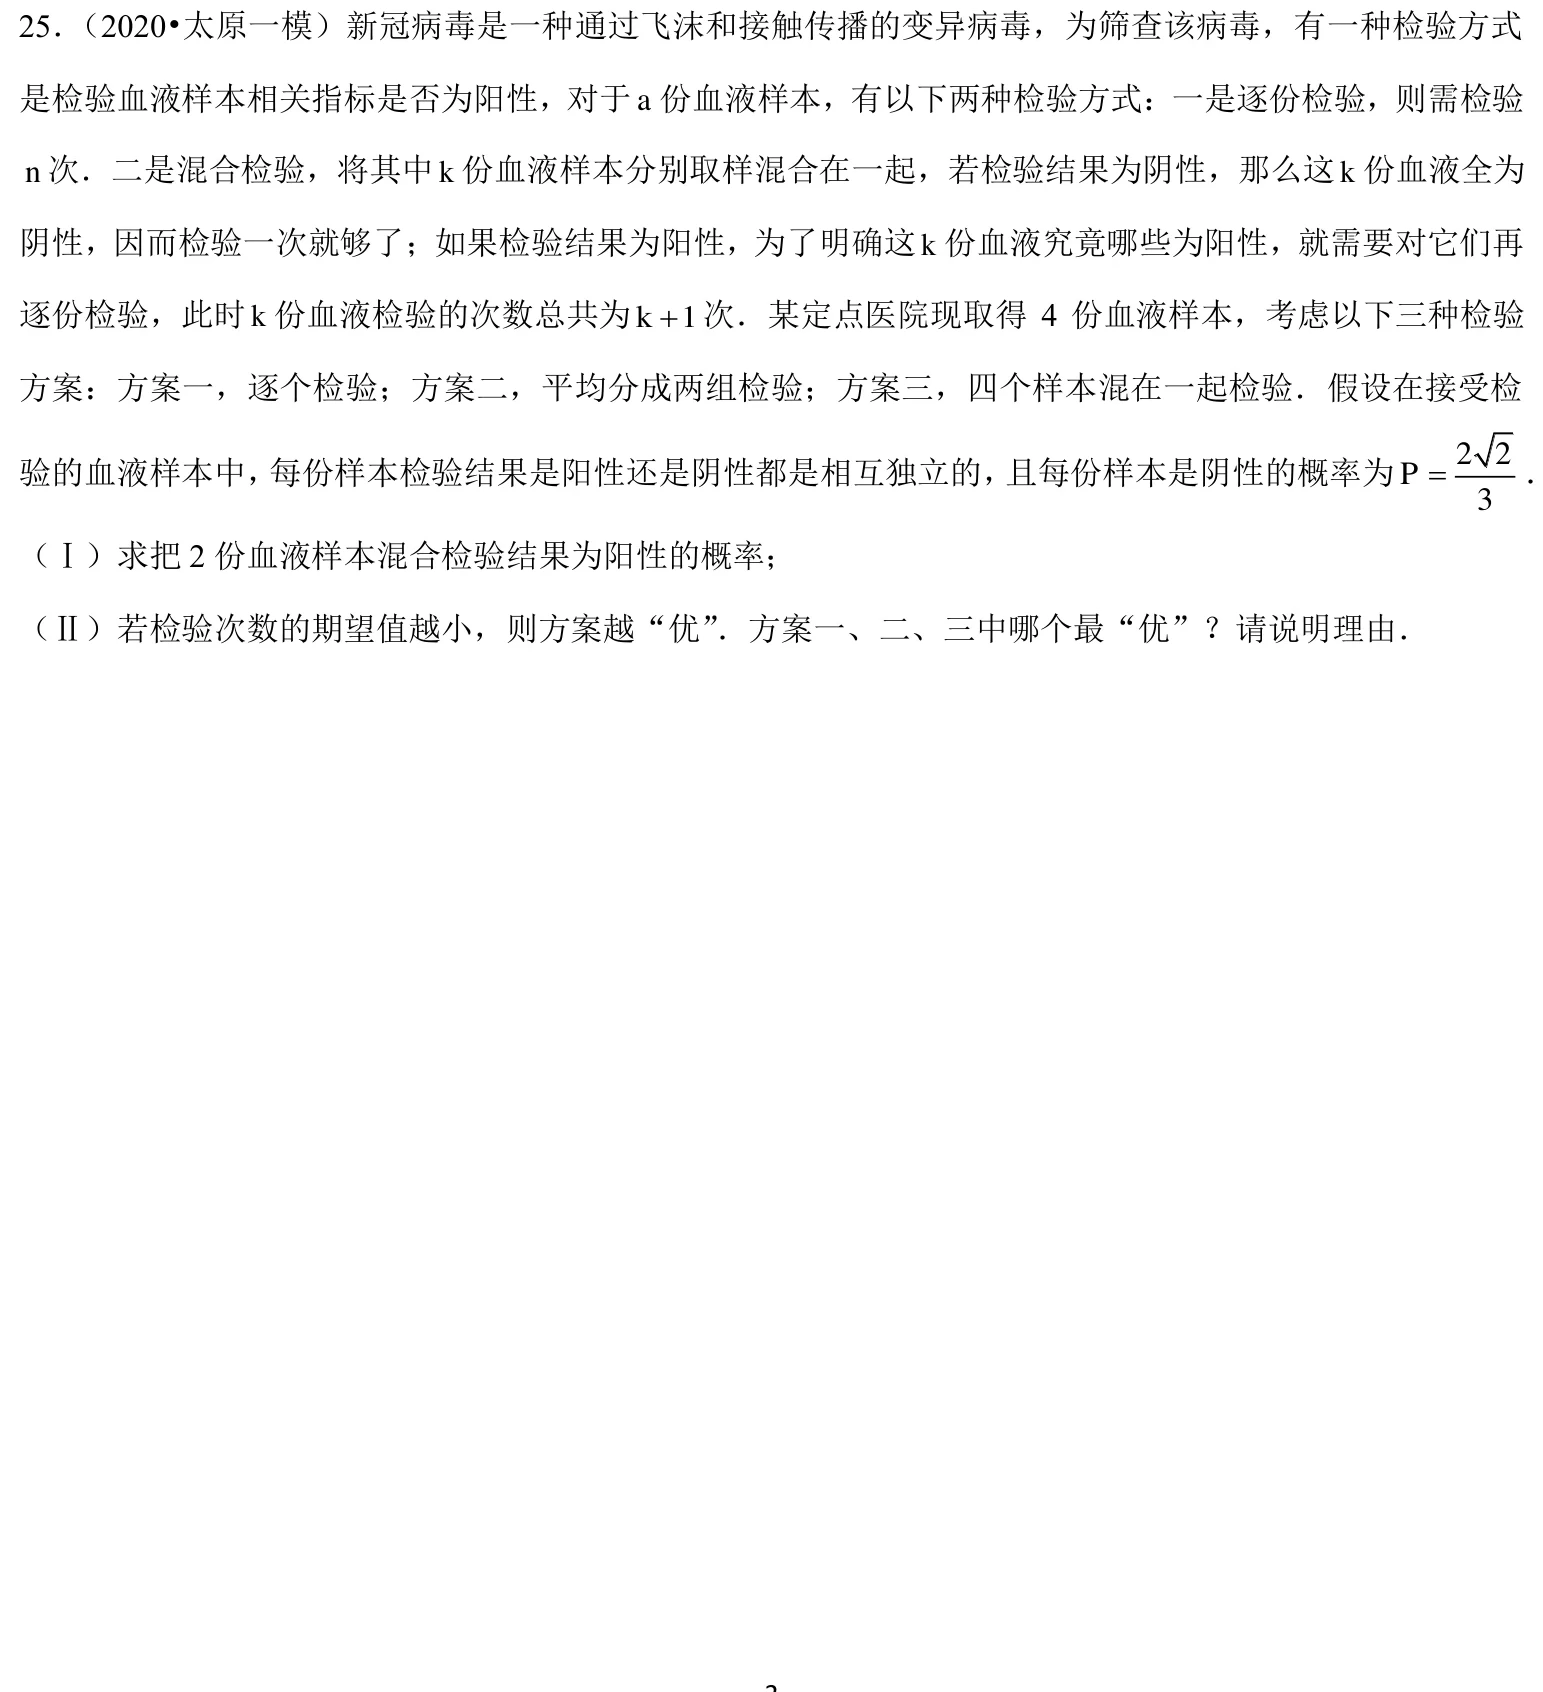 25．（2020•太原一模）新冠病毒是一种通过飞沫和接触传播的变异病毒，为筛查该病毒，有一种检验方式
是检验血液样本相关指标是否为阳性，对于 a 份血液样本，有以下两种检验方式：一是逐份检验，则需检验
n 次．二是混合检验，将其中 k 份血液样本分别取样混合在一起，若检验结果为阴性，那么这 k 份血液全为
阴性，因而检验一次就够了；如果检验结果为阳性，为了明确这 k 份血液究竟哪些为阳性，就需要对它们再
逐份检验，此时 k 份血液检验的次数总共为 k +1 次．某定点医院现取得 4 份血液样本，考虑以下三种检验
方案：方案一，逐个检验；方案二，平均分成两组检验；方案三，四个样本混在一起检验．假设在接受检
验的血液样本中，每份样本检验结果是阳性还是阴性都是相互独立的，且每份样本是阴性的概率为 P = 2√2/3．
（Ⅰ）求把 2 份血液样本混合检验结果为阳性的概率；
（Ⅱ）若检验次数的期望值越小，则方案越“优”．方案一、二、三中哪个最“优”？请说明理由．